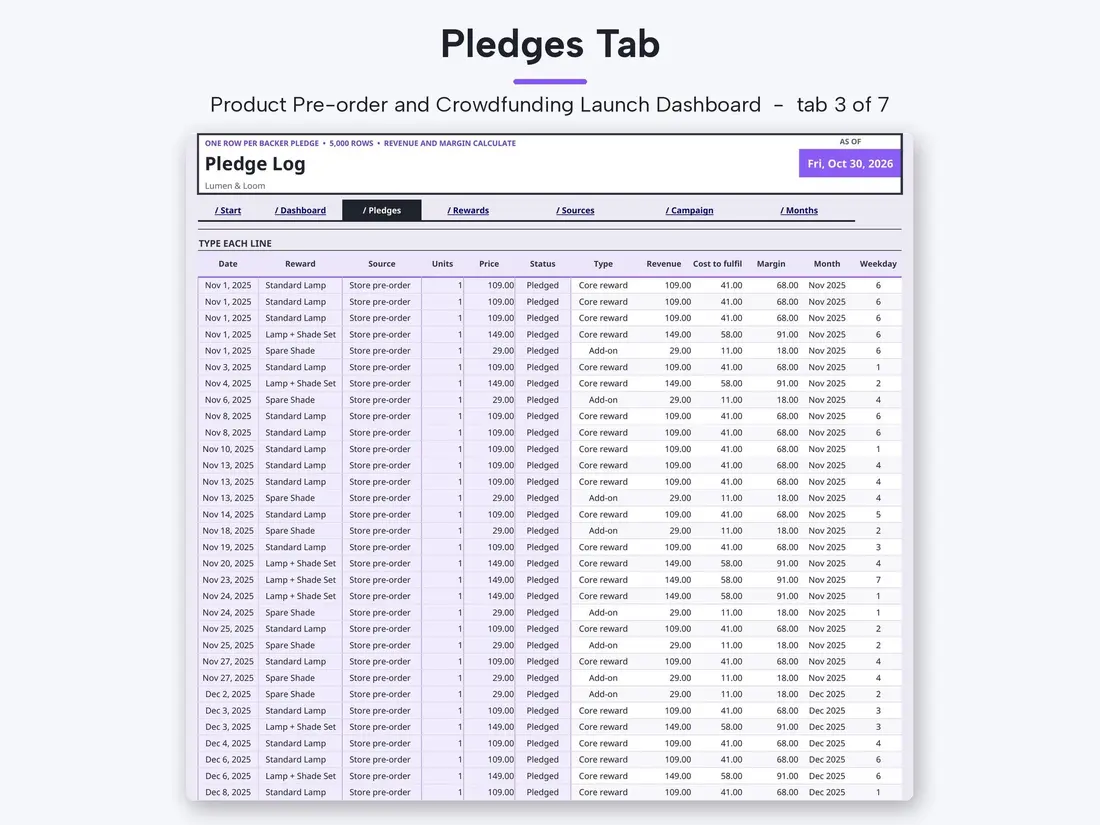 Pledges Tab
Product Pre-order and Crowdfunding Launch Dashboard - tab 3 of 7
ONE ROW PER BACKER PLEDGE • 5,000 ROWS • REVENUE AND MARGIN CALCULATE
AS OF
Pledge Log
Fri, Oct 30, 2026
Lumen & Loom
/ Start / Dashboard / Pledges / Rewards / Sources / Campaign / Months
TYPE EACH LINE
Date Reward Source Units Price Status Type Revenue Cost to fulfil Margin Month Weekday
Nov 1, 2025 Standard Lamp Store pre-order 1 109.00 Pledged Core reward 109.00 41.00 68.00 Nov 2025 6
Nov 1, 2025 Standard Lamp Store pre-order 1 109.00 Pledged Core reward 109.00 41.00 68.00 Nov 2025 6
Nov 1, 2025 Standard Lamp Store pre-order 1 109.00 Pledged Core reward 109.00 41.00 68.00 Nov 2025 6
Nov 1, 2025 Lamp + Shade Set Store pre-order 1 149.00 Pledged Core reward 149.00 58.00 91.00 Nov 2025 6
Nov 1, 2025 Spare Shade Store pre-order 1 29.00 Pledged Add-on 29.00 11.00 18.00 Nov 2025 6
Nov 3, 2025 Standard Lamp Store pre-order 1 109.00 Pledged Core reward 109.00 41.00 68.00 Nov 2025 1
Nov 4, 2025 Lamp + Shade Set Store pre-order 1 149.00 Pledged Core reward 149.00 58.00 91.00 Nov 2025 2
Nov 6, 2025 Spare Shade Store pre-order 1 29.00 Pledged Add-on 29.00 11.00 18.00 Nov 2025 4
Nov 8, 2025 Standard Lamp Store pre-order 1 109.00 Pledged Core reward 109.00 41.00 68.00 Nov 2025 6
Nov 8, 2025 Standard Lamp Store pre-order 1 109.00 Pledged Core reward 109.00 41.00 68.00 Nov 2025 6
Nov 10, 2025 Standard Lamp Store pre-order 1 109.00 Pledged Core reward 109.00 41.00 68.00 Nov 2025 1
Nov 13, 2025 Standard Lamp Store pre-order 1 109.00 Pledged Core reward 109.00 41.00 68.00 Nov 2025 4
Nov 13, 2025 Standard Lamp Store pre-order 1 109.00 Pledged Core reward 109.00 41.00 68.00 Nov 2025 4
Nov 13, 2025 Spare Shade Store pre-order 1 29.00 Pledged Add-on 29.00 11.00 18.00 Nov 2025 4
Nov 14, 2025 Standard Lamp Store pre-order 1 109.00 Pledged Core reward 109.00 41.00 68.00 Nov 2025 5
Nov 18, 2025 Spare Shade Store pre-order 1 29.00 Pledged Add-on 29.00 11.00 18.00 Nov 2025 2
Nov 19, 2025 Standard Lamp Store pre-order 1 109.00 Pledged Core reward 109.00 41.00 68.00 Nov 2025 3
Nov 20, 2025 Lamp + Shade Set Store pre-order 1 149.00 Pledged Core reward 149.00 58.00 91.00 Nov 2025 4
Nov 23, 2025 Lamp + Shade Set Store pre-order 1 149.00 Pledged Core reward 149.00 58.00 91.00 Nov 2025 7
Nov 24, 2025 Lamp + Shade Set Store pre-order 1 149.00 Pledged Core reward 149.00 58.00 91.00 Nov 2025 1
Nov 24, 2025 Spare Shade Store pre-order 1 29.00 Pledged Add-on 29.00 11.00 18.00 Nov 2025 1
Nov 25, 2025 Standard Lamp Store pre-order 1 109.00 Pledged Core reward 109.00 41.00 68.00 Nov 2025 2
Nov 25, 2025 Spare Shade Store pre-order 1 29.00 Pledged Add-on 29.00 11.00 18.00 Nov 2025 2
Nov 27, 2025 Standard Lamp Store pre-order 1 109.00 Pledged Core reward 109.00 41.00 68.00 Nov 2025 4
Nov 27, 2025 Spare Shade Store pre-order 1 29.00 Pledged Add-on 29.00 11.00 18.00 Nov 2025 4
Dec 2, 2025 Spare Shade Store pre-order 1 29.00 Pledged Add-on 29.00 11.00 18.00 Dec 2025 2
Dec 3, 2025 Standard Lamp Store pre-order 1 109.00 Pledged Core reward 109.00 41.00 68.00 Dec 2025 3
Dec 3, 2025 Lamp + Shade Set Store pre-order 1 149.00 Pledged Core reward 149.00 58.00 91.00 Dec 2025 3
Dec 4, 2025 Standard Lamp Store pre-order 1 109.00 Pledged Core reward 109.00 41.00 68.00 Dec 2025 4
Dec 6, 2025 Standard Lamp Store pre-order 1 109.00 Pledged Core reward 109.00 41.00 68.00 Dec 2025 6
Dec 6, 2025 Lamp + Shade Set Store pre-order 1 149.00 Pledged Core reward 149.00 58.00 91.00 Dec 2025 6
Dec 8, 2025 Standard Lamp Store pre-order 1 109.00 Pledged Core reward 109.00 41.00 68.00 Dec 2025 1